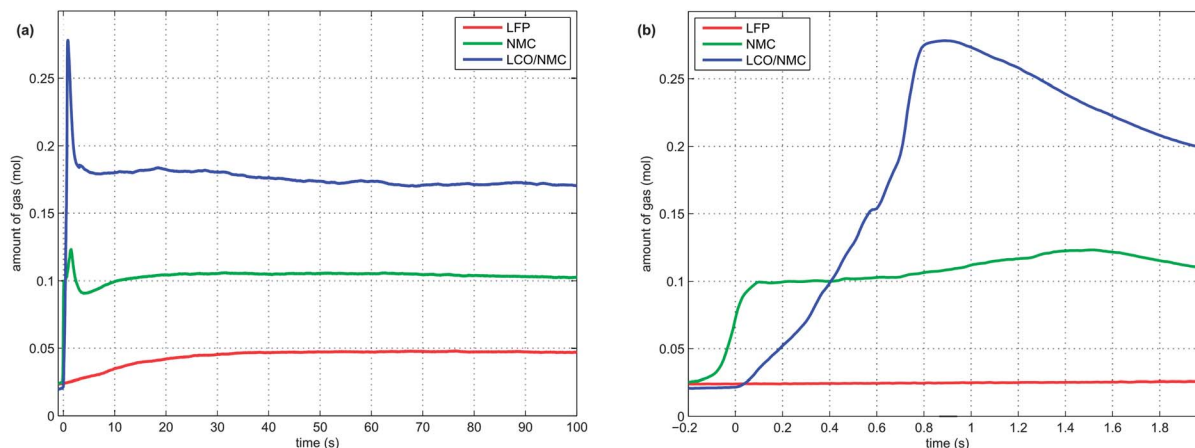 (a)
LFP
NMC
LCO/NMC
0.25
0.2
0.15
0.1
0.05
0
amount of gas (mol)
0 10 20 30 40 50 60 70 80 90 100
time (s)
(b)
LFP
NMC
LCO/NMC
0.25
0.2
0.15
0.1
0.05
0
amount of gas (mol)
−0.2 0 0.2 0.4 0.6 0.8 1.0 1.2 1.4 1.6 1.8
time (s)